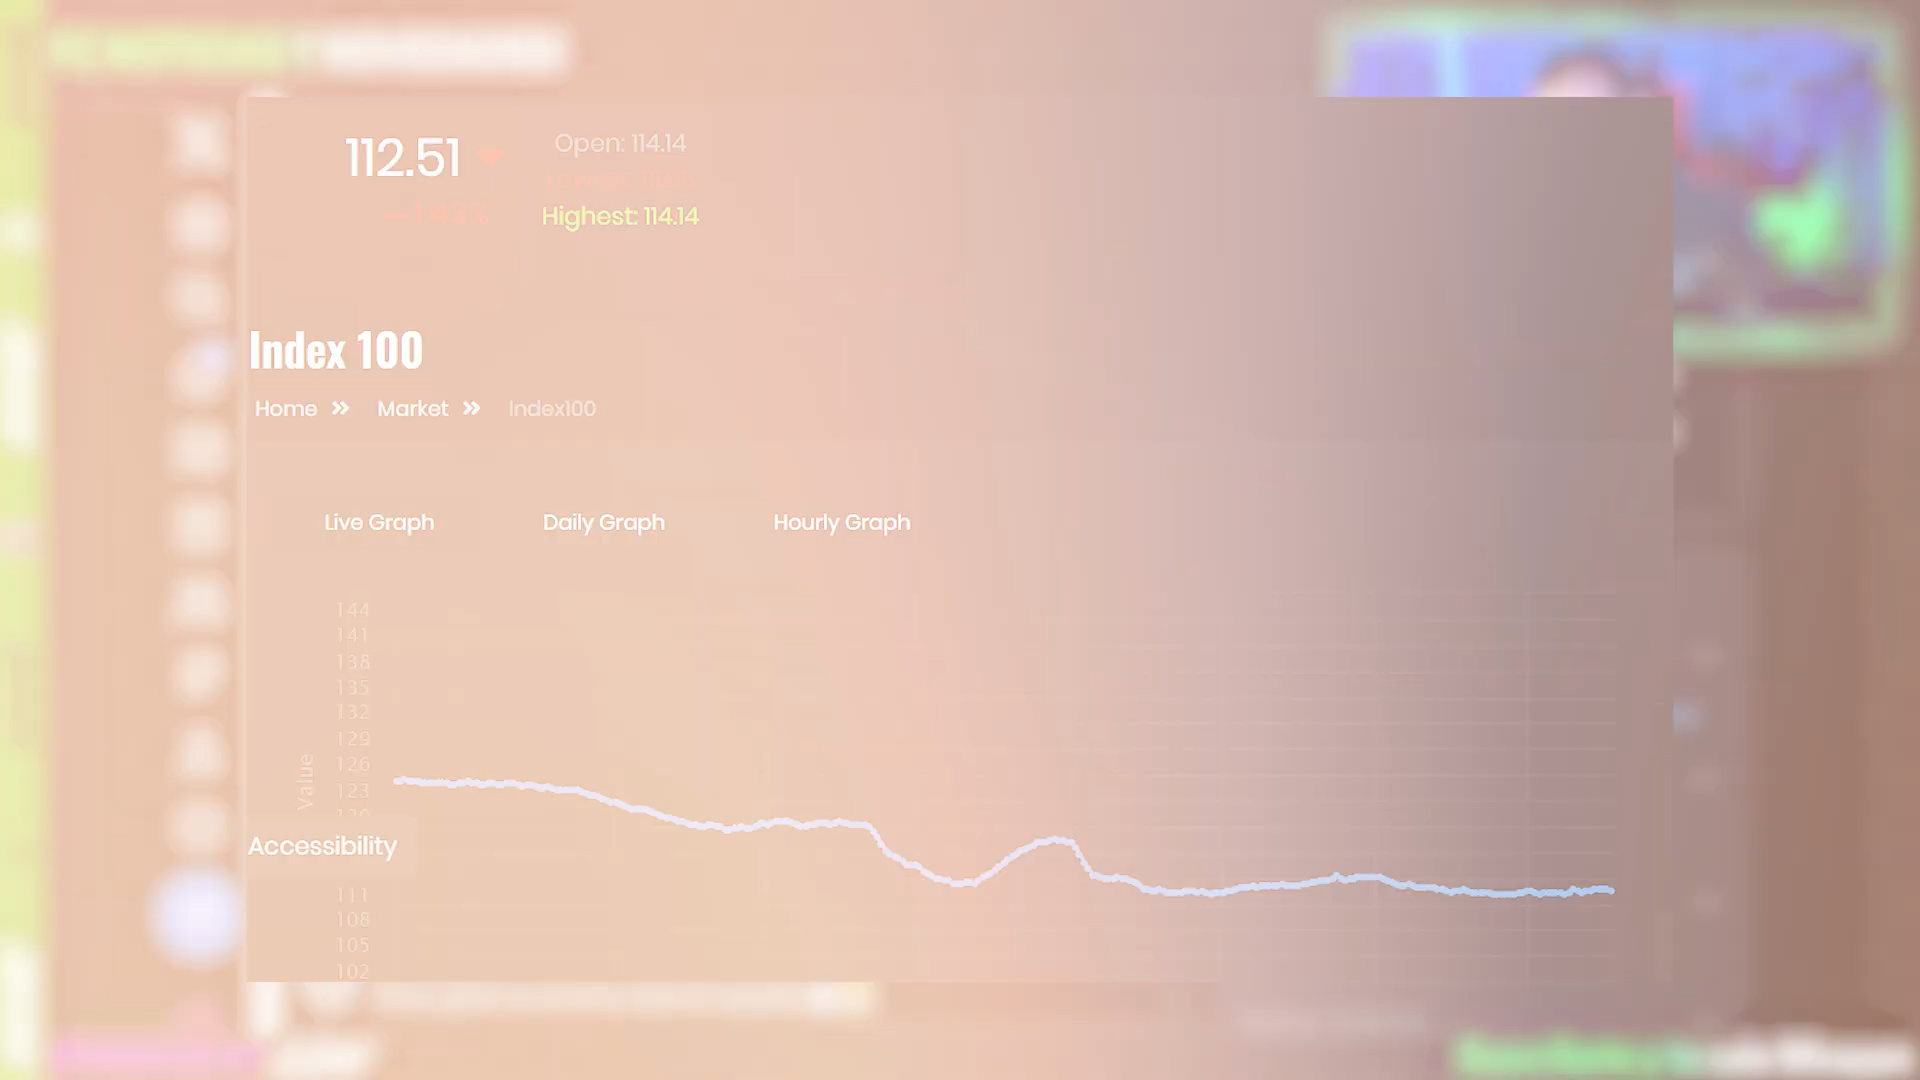 112.51
Open: 114.14
Highest: 114.14
Index 100
Home » Market » Index100
Live Graph Daily Graph Hourly Graph
144
141
138
135
132
129
126
123
Value
Accessibility
111
108
105
102